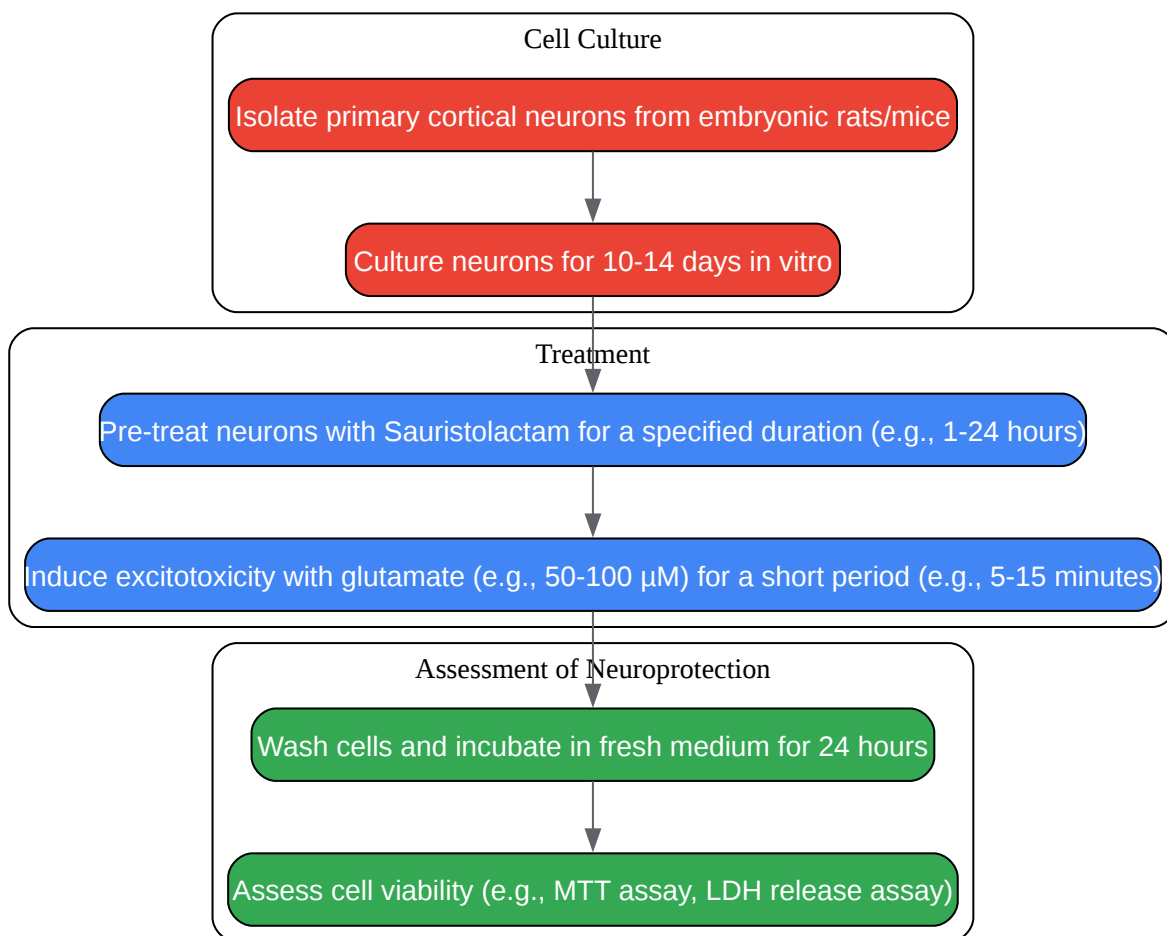 Cell Culture
Isolate primary cortical neurons from embryonic rats/mice
Culture neurons for 10-14 days in vitro
Treatment
Pre-treat neurons with Sauristolactam for a specified duration (e.g., 1-24 hours)
Induce excitotoxicity with glutamate (e.g., 50-100 µM) for a short period (e.g., 5-15 minutes)
Assessment of Neuroprotection
Wash cells and incubate in fresh medium for 24 hours
Assess cell viability (e.g., MTT assay, LDH release assay)